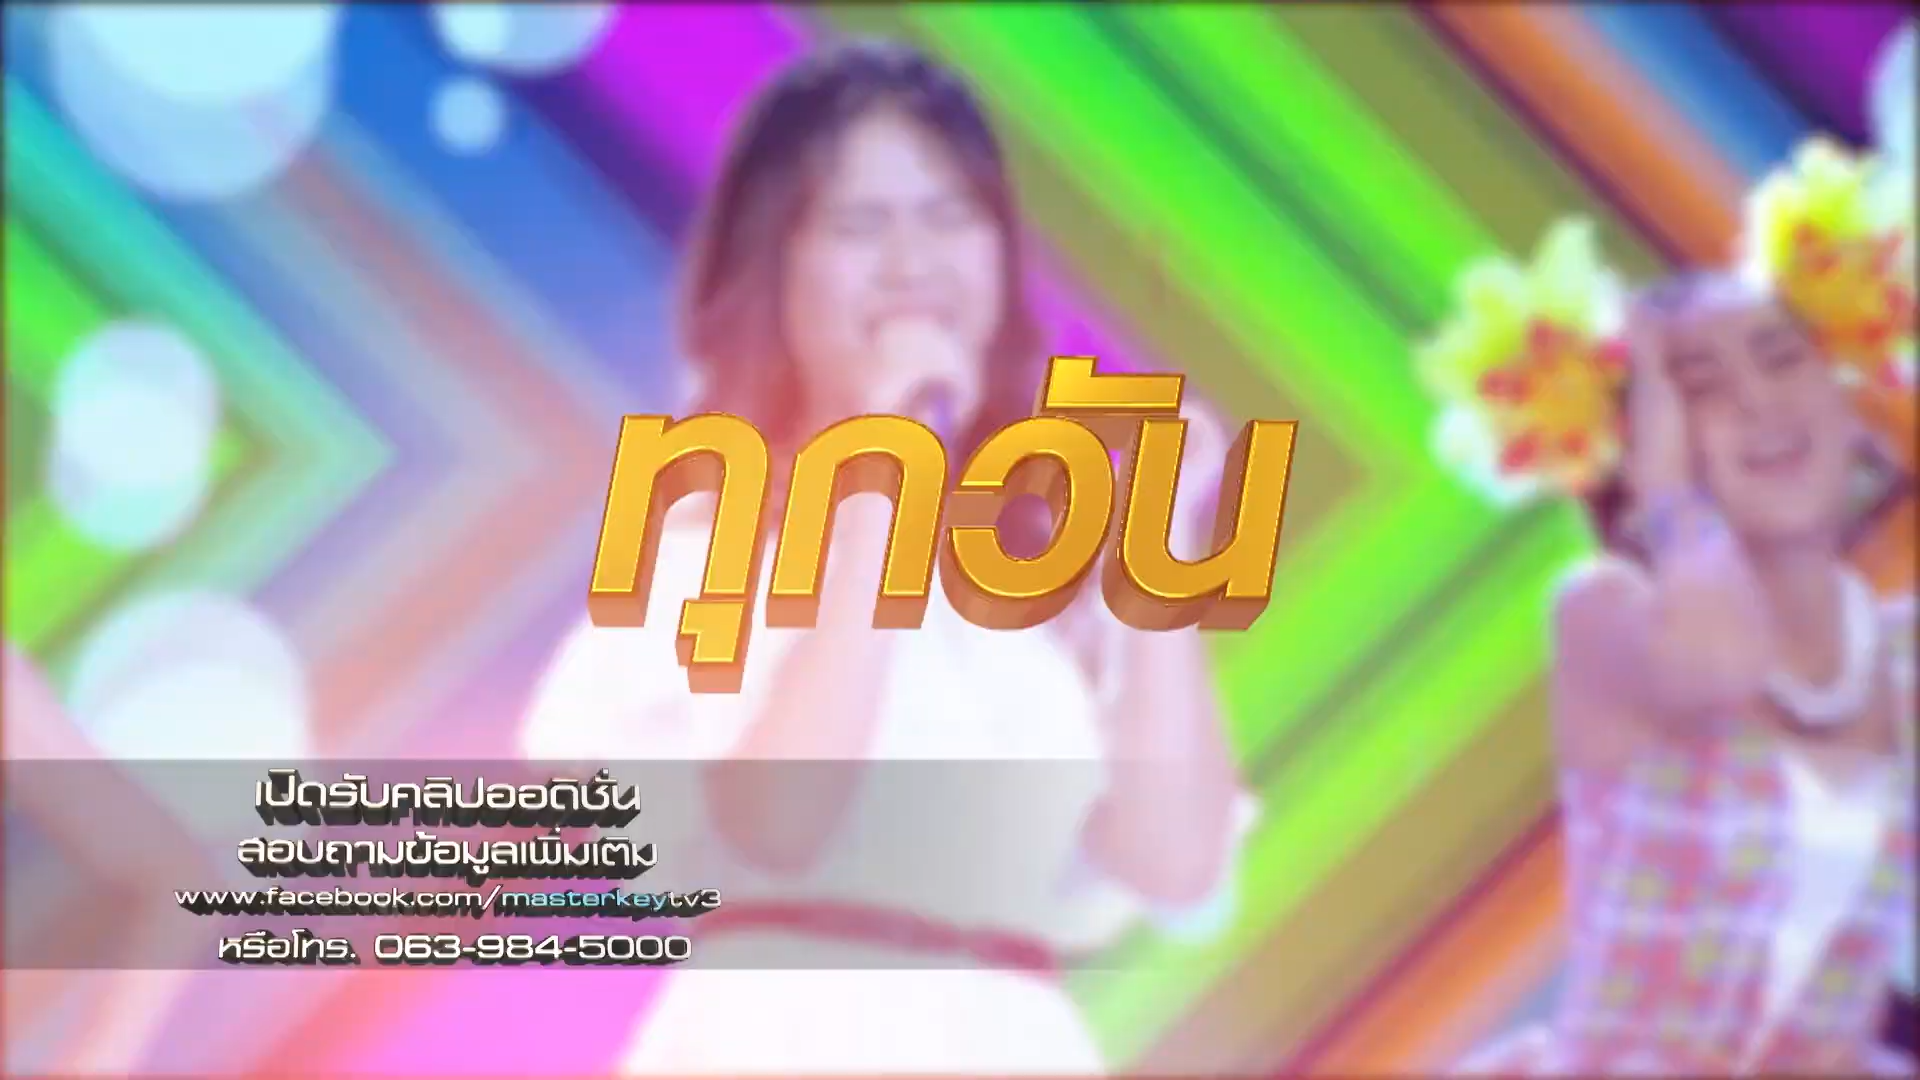 ทุกวัน
เปิดรับคลิปออดิชั่น
สอบถามข้อมูลเพิ่มเติม
www.facebook.com/masterkeytv3
หรือโทร. 063-984-5000